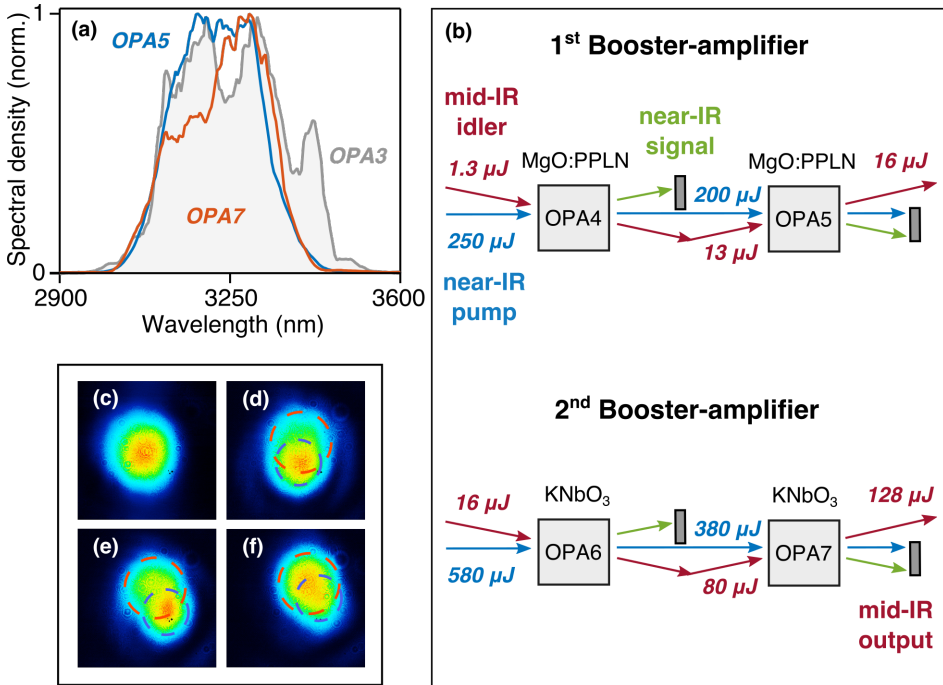 (a)
OPA5
OPA3
OPA7
Spectral density (norm.)
1
0
2900
3250
3600
Wavelength (nm)
(b)
1st Booster-amplifier
mid-IR
idler
near-IR
signal
1.3 µJ
MgO:PPLN
MgO:PPLN
16 µJ
OPA4
200 µJ
OPA5
250 µJ
13 µJ
near-IR
pump
2nd Booster-amplifier
16 µJ
KNbO3
KNbO3
128 µJ
OPA6
380 µJ
OPA7
580 µJ
80 µJ
mid-IR
output
(c)
(d)
(e)
(f)